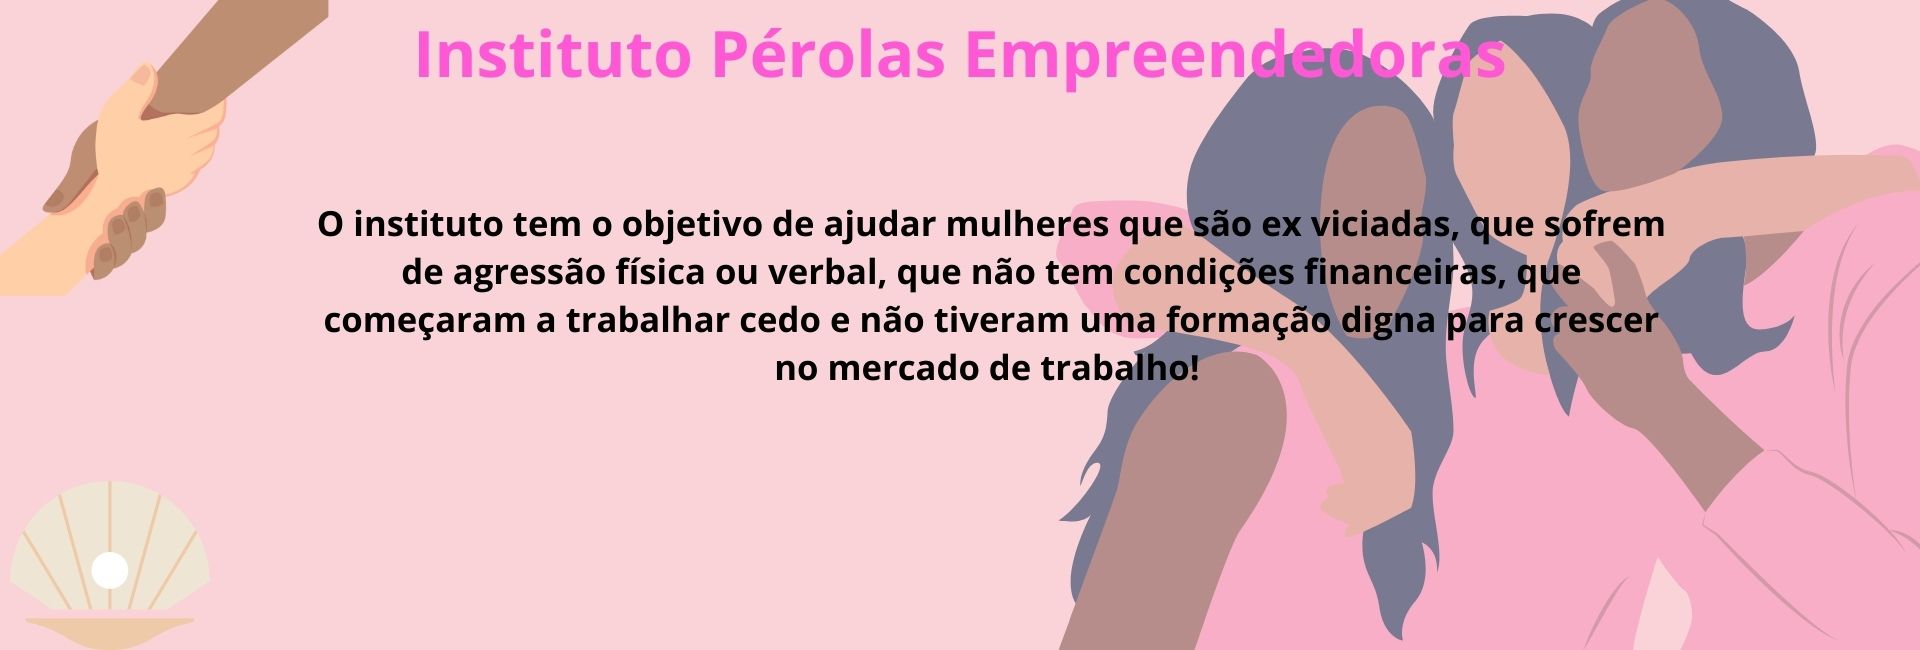 Instituto Pérolas Empreendedoras
O instituto tem o objetivo de ajudar mulheres que são ex viciadas, que sofrem
de agressão física ou verbal, que não tem condições financeiras, que
começaram a trabalhar cedo e não tiveram uma formação digna para crescer
no mercado de trabalho!